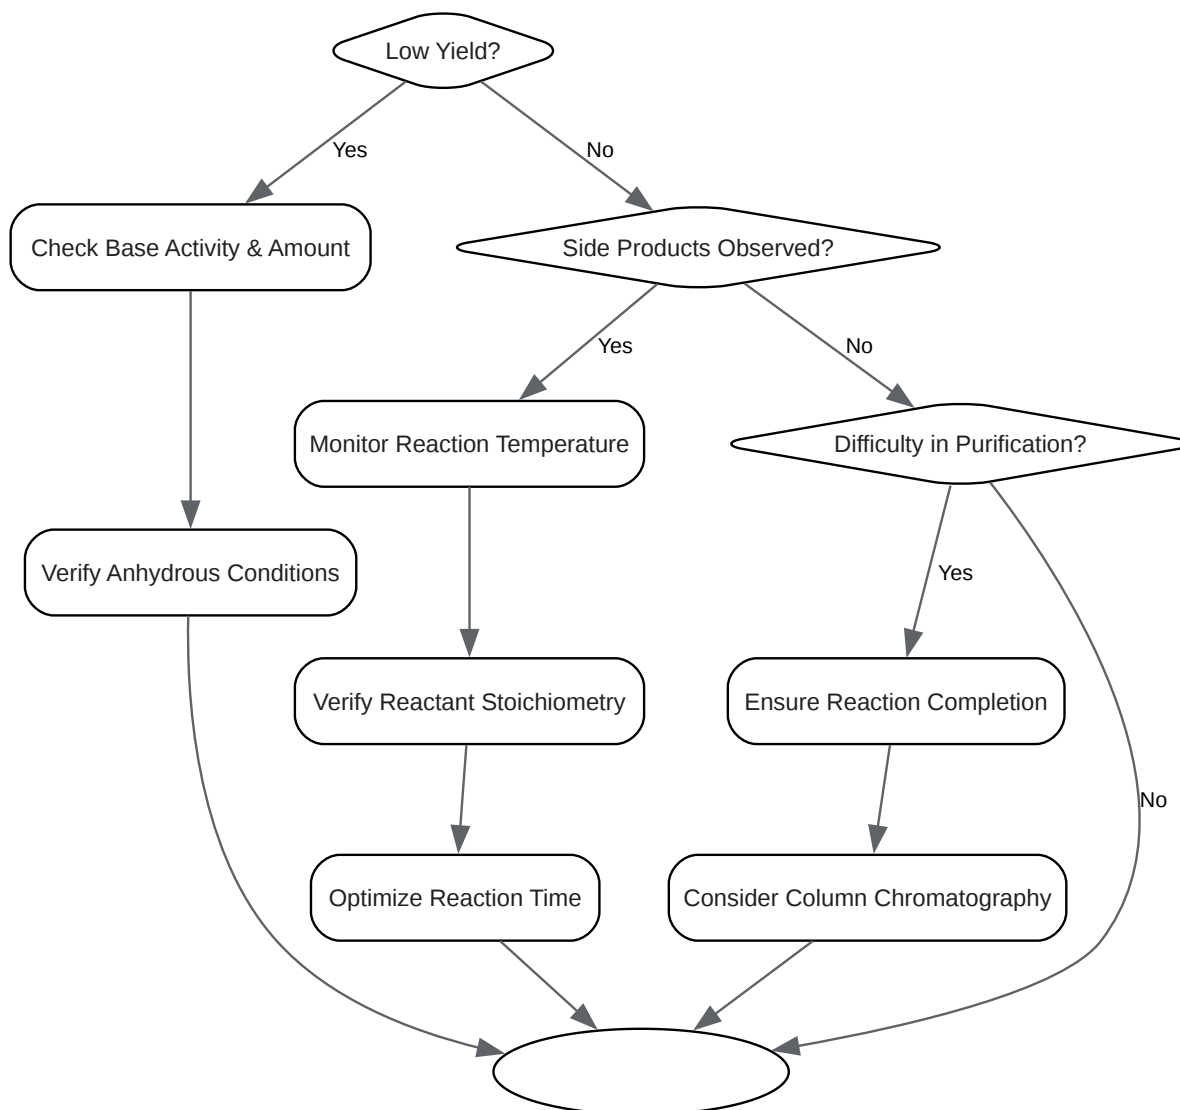 Low Yield?
Yes
No
Check Base Activity & Amount
Side Products Observed?
Yes
No
Monitor Reaction Temperature
Difficulty in Purification?
Verify Anhydrous Conditions
Yes
Verify Reactant Stoichiometry
Ensure Reaction Completion
No
Optimize Reaction Time
Consider Column Chromatography